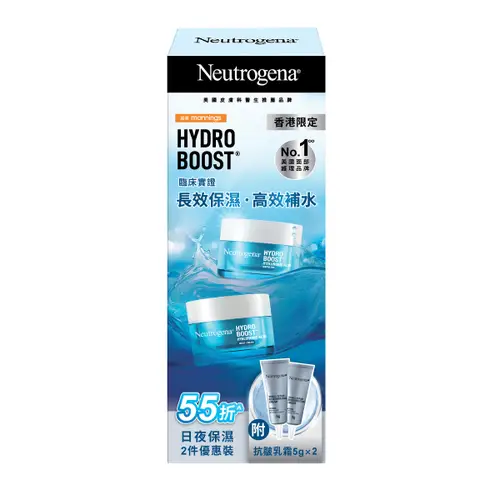 Neutrogena®
Neutrogena®
美國皮膚科醫生推薦品牌
mannings
香港限定
HYDRO
BOOST®
No.1
美國面部
護理品牌
臨床實證
長效保濕・高效補水
Neutrogena
HYDRO
BOOST
Neutrogena
HYDRO
BOOST
55折
日夜保濕
2件優惠裝
附
抗皺乳霜5g×2